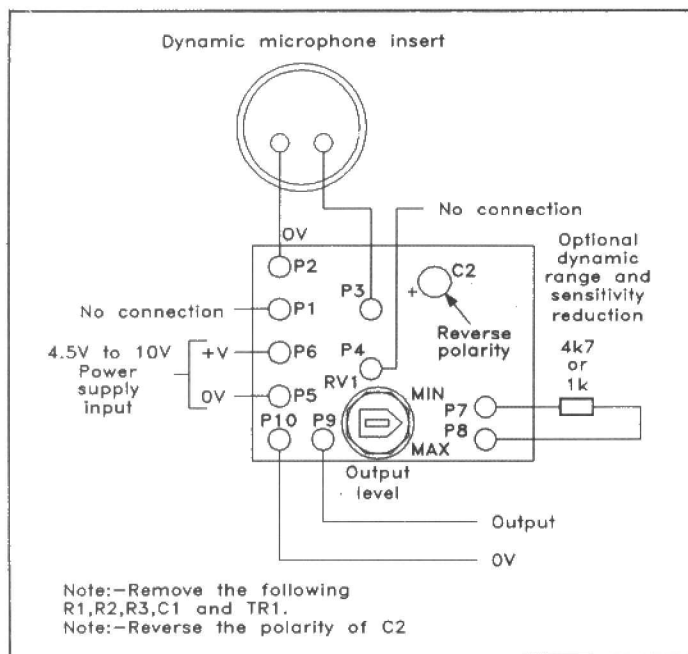 Dynamic microphone insert
No connection
0V
P2
P3
C2
+
Reverse
polarity
Optional
dynamic
range and
sensitivity
reduction
No connection
P1
4.5V to 10V
Power
supply
input
+V
P6
P4
0V
P5
RV1
MIN
MAX
P10
P9
P7
P8
4k7
or
1k
Output
level
Output
0V
Note:-Remove the following
R1,R2,R3,C1 and TR1.
Note:-Reverse the polarity of C2